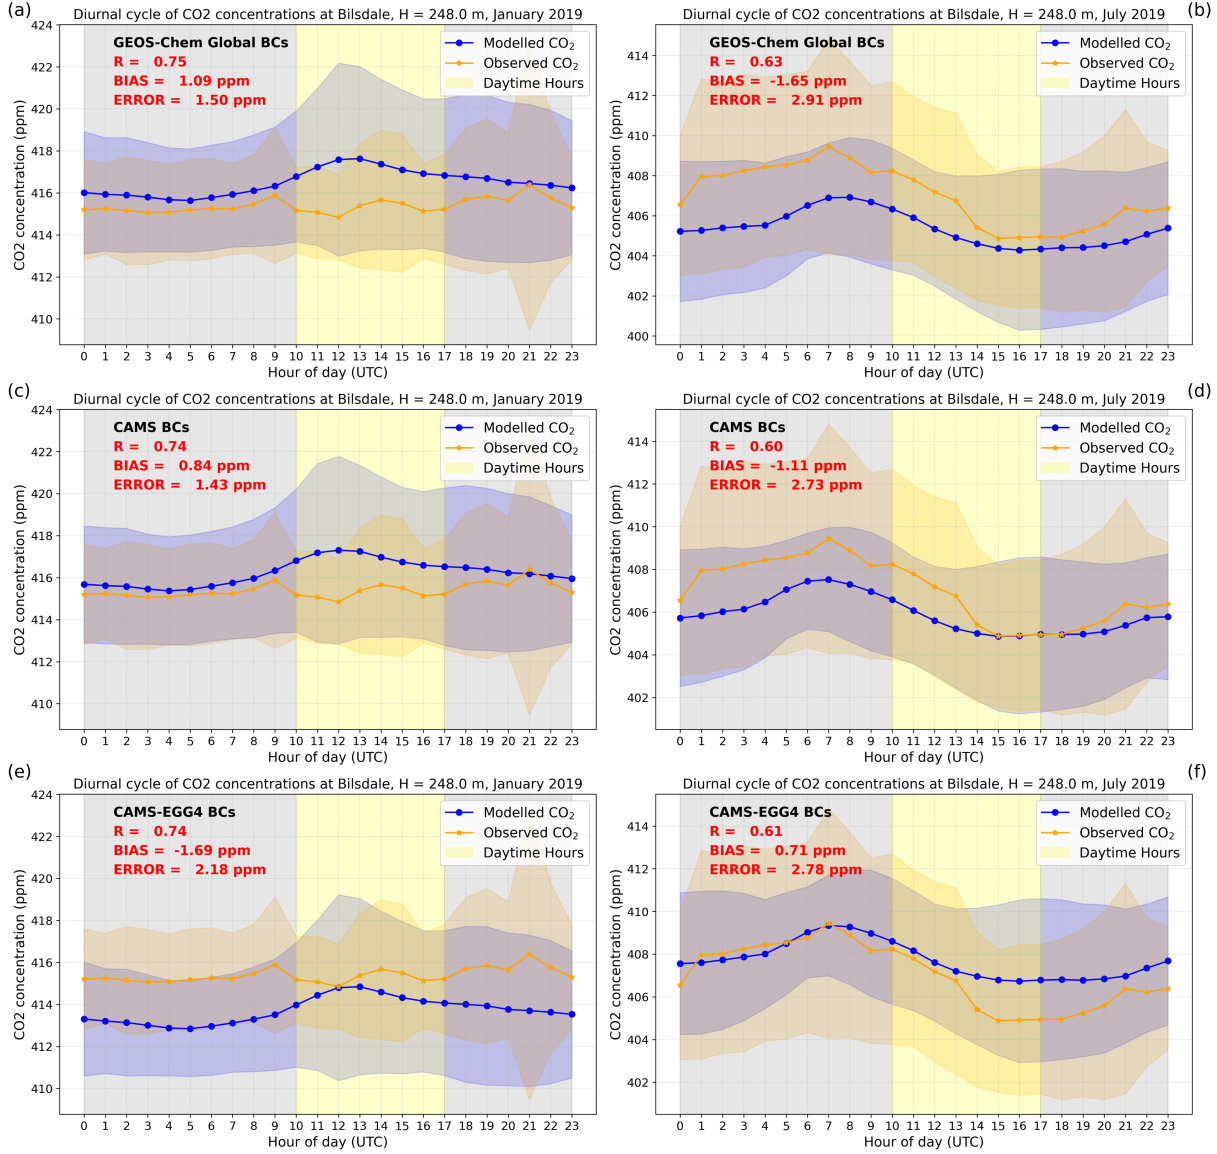 (a)
Diurnal cycle of CO2 concentrations at Bilsdale, H = 248.0 m, January 2019
GEOS-Chem Global BCs
R = 0.75
BIAS = 1.09 ppm
ERROR = 1.50 ppm
Modelled CO₂
Observed CO₂
Daytime Hours
CO2 concentration (ppm)
424
422
420
418
416
414
412
410
0 1 2 3 4 5 6 7 8 9 10 11 12 13 14 15 16 17 18 19 20 21 22 23
Hour of day (UTC)
(b)
Diurnal cycle of CO2 concentrations at Bilsdale, H = 248.0 m, July 2019
GEOS-Chem Global BCs
R = 0.63
BIAS = -1.65 ppm
ERROR = 2.91 ppm
Modelled CO₂
Observed CO₂
Daytime Hours
CO2 concentration (ppm)
414
412
410
408
406
404
402
400
0 1 2 3 4 5 6 7 8 9 10 11 12 13 14 15 16 17 18 19 20 21 22 23
Hour of day (UTC)
(c)
Diurnal cycle of CO2 concentrations at Bilsdale, H = 248.0 m, January 2019
CAMS BCs
R = 0.74
BIAS = 0.84 ppm
ERROR = 1.43 ppm
Modelled CO₂
Observed CO₂
Daytime Hours
CO2 concentration (ppm)
424
422
420
418
416
414
412
410
0 1 2 3 4 5 6 7 8 9 10 11 12 13 14 15 16 17 18 19 20 21 22 23
Hour of day (UTC)
(d)
Diurnal cycle of CO2 concentrations at Bilsdale, H = 248.0 m, July 2019
CAMS BCs
R = 0.60
BIAS = -1.11 ppm
ERROR = 2.73 ppm
Modelled CO₂
Observed CO₂
Daytime Hours
CO2 concentration (ppm)
414
412
410
408
406
404
402
0 1 2 3 4 5 6 7 8 9 10 11 12 13 14 15 16 17 18 19 20 21 22 23
Hour of day (UTC)
(e)
Diurnal cycle of CO2 concentrations at Bilsdale, H = 248.0 m, January 2019
CAMS-EGG4 BCs
R = 0.74
BIAS = -1.69 ppm
ERROR = 2.18 ppm
Modelled CO₂
Observed CO₂
Daytime Hours
CO2 concentration (ppm)
424
422
420
418
416
414
412
410
0 1 2 3 4 5 6 7 8 9 10 11 12 13 14 15 16 17 18 19 20 21 22 23
Hour of day (UTC)
(f)
Diurnal cycle of CO2 concentrations at Bilsdale, H = 248.0 m, July 2019
CAMS-EGG4 BCs
R = 0.61
BIAS = 0.71 ppm
ERROR = 2.78 ppm
Modelled CO₂
Observed CO₂
Daytime Hours
CO2 concentration (ppm)
414
412
410
408
406
404
402
0 1 2 3 4 5 6 7 8 9 10 11 12 13 14 15 16 17 18 19 20 21 22 23
Hour of day (UTC)